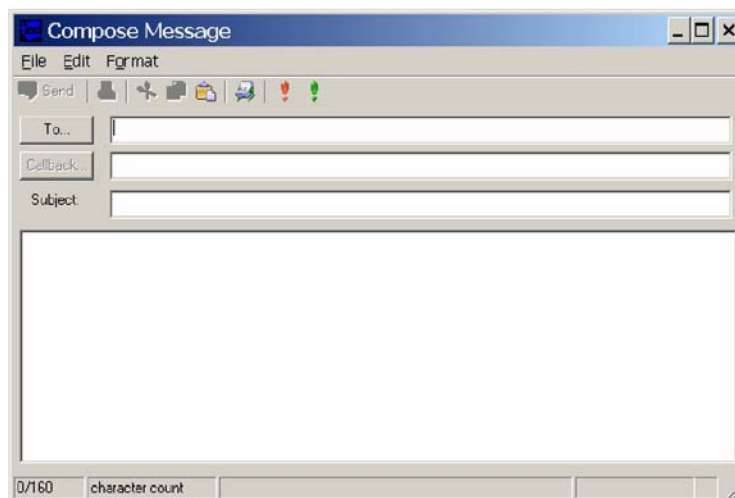 Compose Message
File Edit Format
Send
To...
Callback...
Subject:
0/160 character count